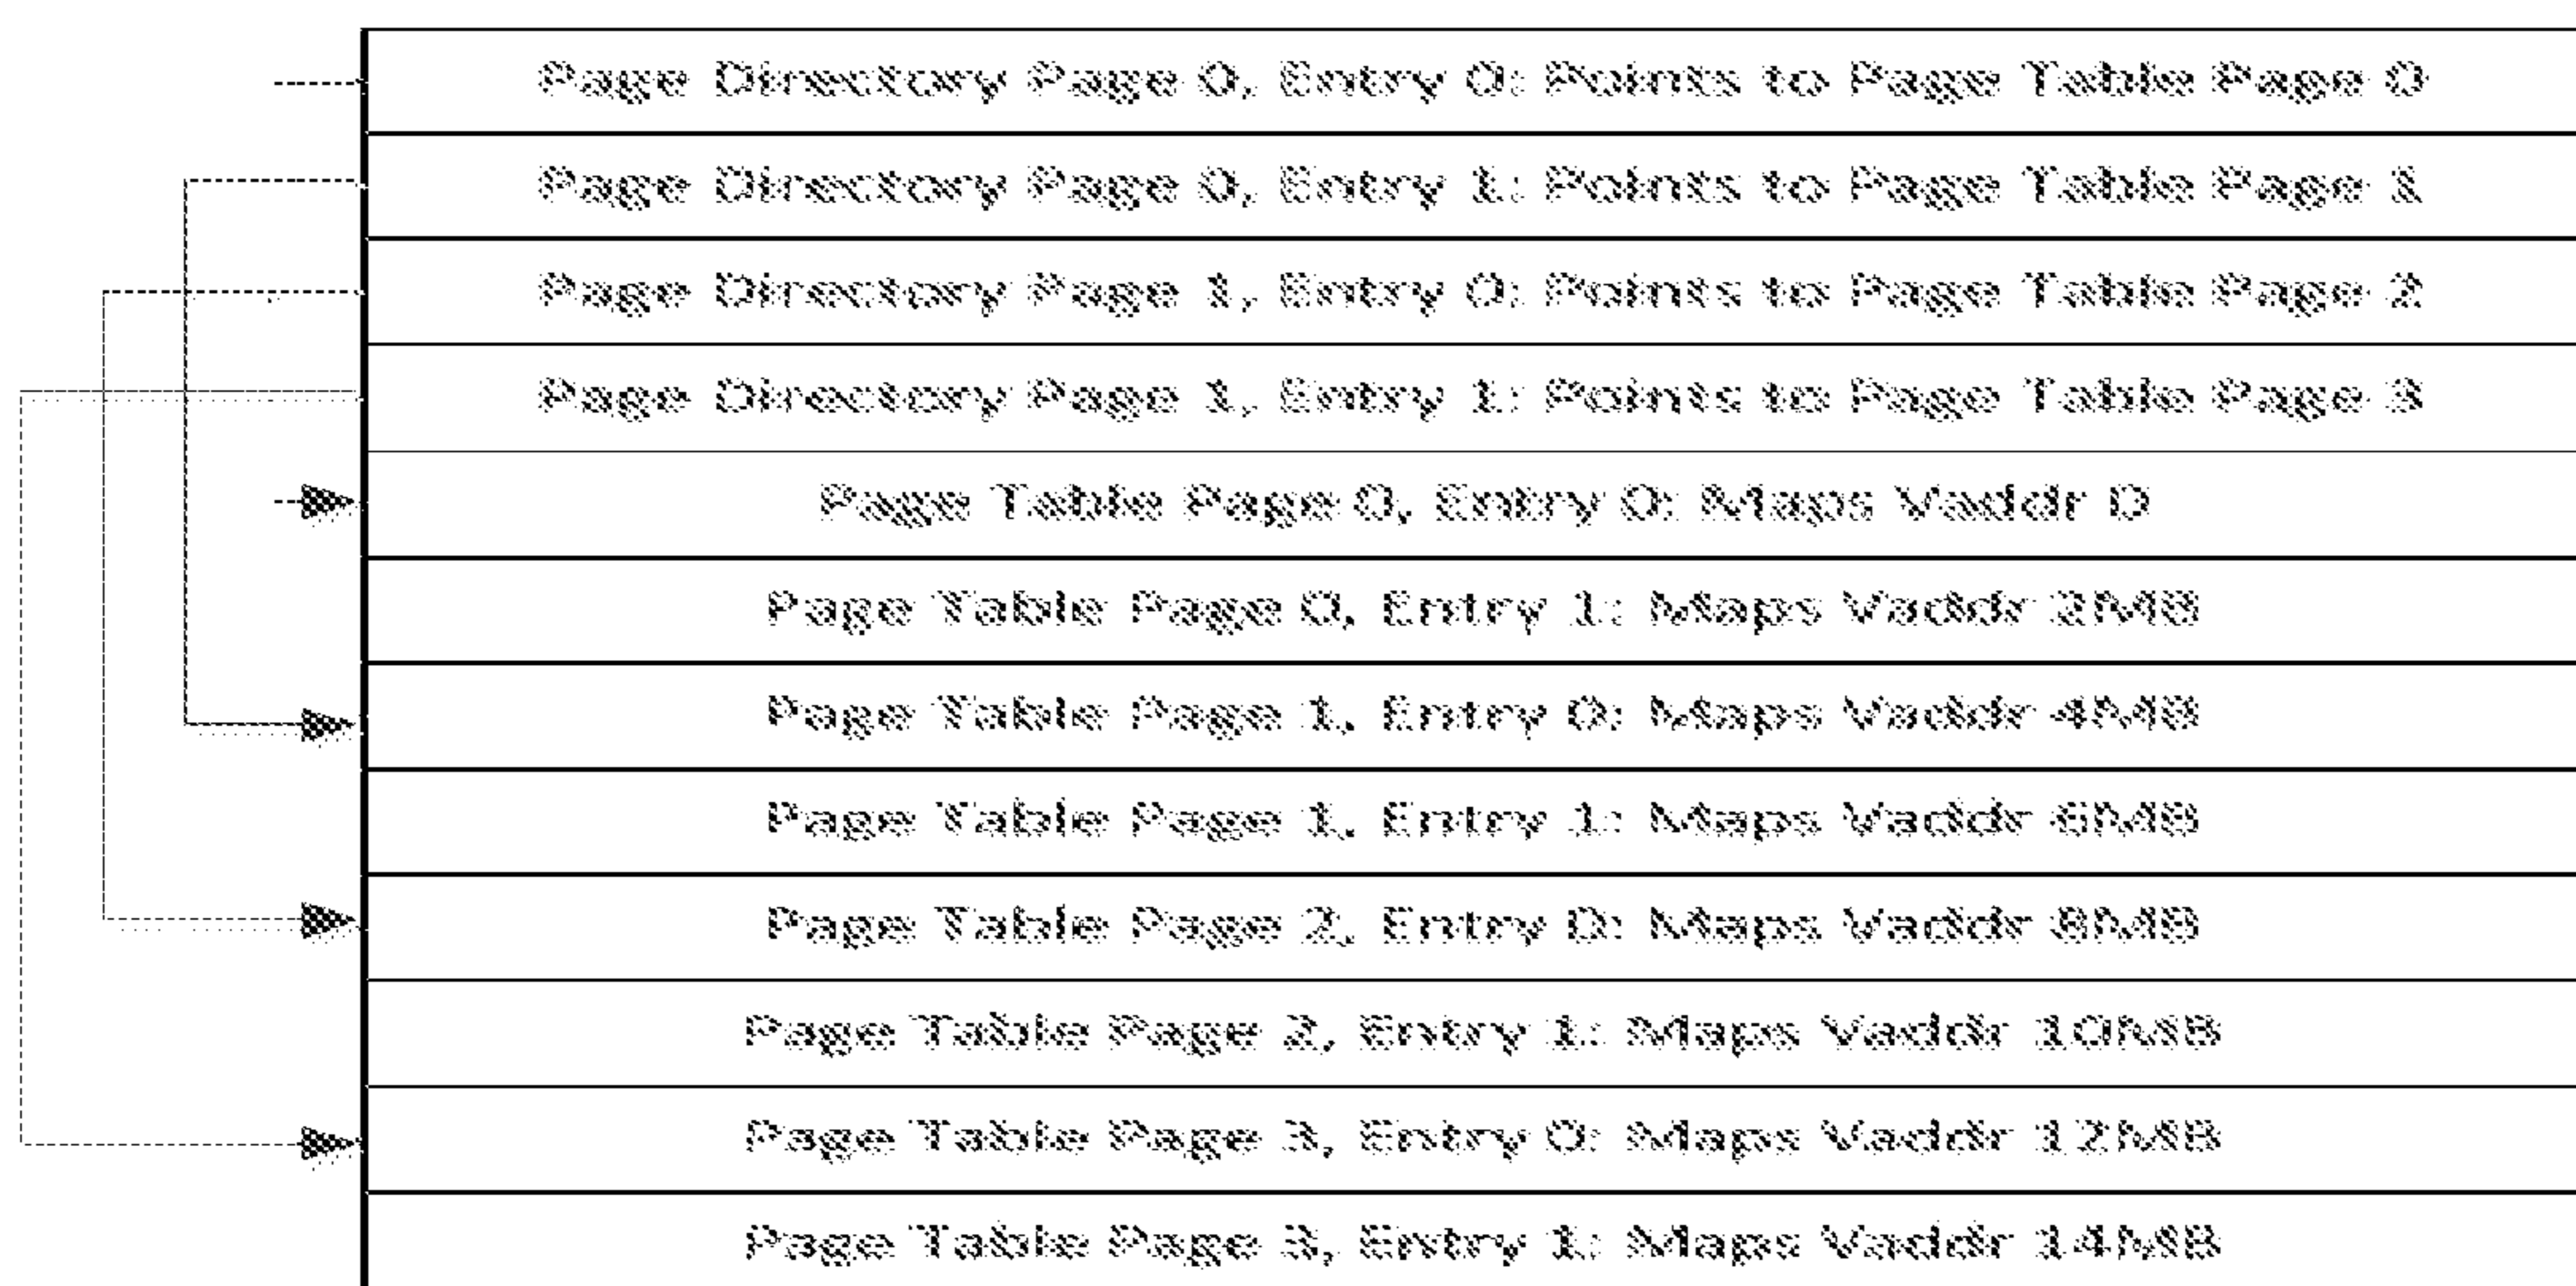 Page Directory Page 0, Entry 0: Points to Page Table Page 0
Page Directory Page 0, Entry 1: Points to Page Table Page 1
Page Directory Page 1, Entry 0: Points to Page Table Page 2
Page Directory Page 1, Entry 1: Points to Page Table Page 3
Page Table Page 0, Entry 0: Maps Vaddr 0
Page Table Page 0, Entry 1: Maps Vaddr 2MB
Page Table Page 1, Entry 0: Maps Vaddr 4MB
Page Table Page 1, Entry 1: Maps Vaddr 6MB
Page Table Page 2, Entry 0: Maps Vaddr 8MB
Page Table Page 2, Entry 1: Maps Vaddr 10MB
Page Table Page 3, Entry 0: Maps Vaddr 12MB
Page Table Page 3, Entry 1: Maps Vaddr 14MB